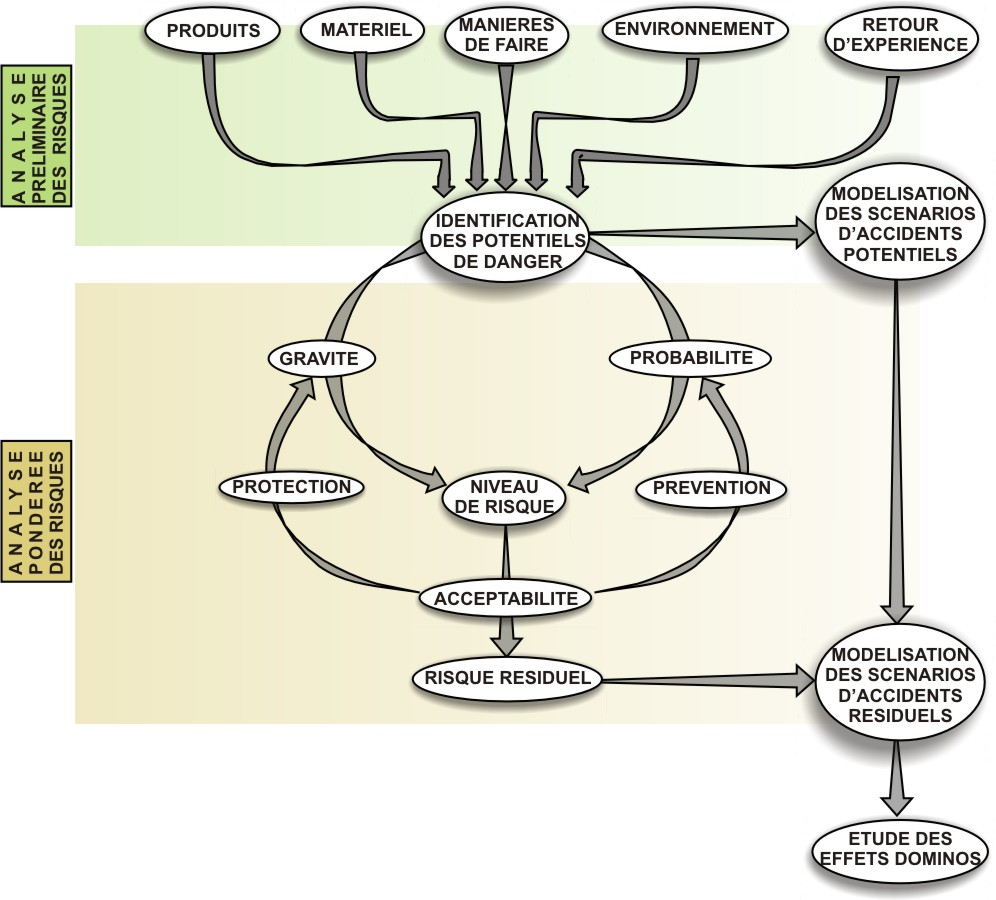 PRODUITS
MATERIEL
MANIERES
DE FAIRE
ENVIRONNEMENT
RETOUR
D'EXPERIENCE
ANALYSE
PRELIMINAIRE
DES RISQUES
IDENTIFICATION
DES POTENTIELS
DE DANGER
MODELISATION
DES SCENARIOS
D'ACCIDENTS
POTENTIELS
GRAVITE
PROBABILITE
ANALYSE
PONDEREE
DES RISQUES
PROTECTION
NIVEAU
DE RISQUE
PREVENTION
ACCEPTABILITE
RISQUE RESIDUEL
MODELISATION
DES SCENARIOS
D'ACCIDENTS
RESIDUELS
ETUDE DES
EFFETS DOMINOS